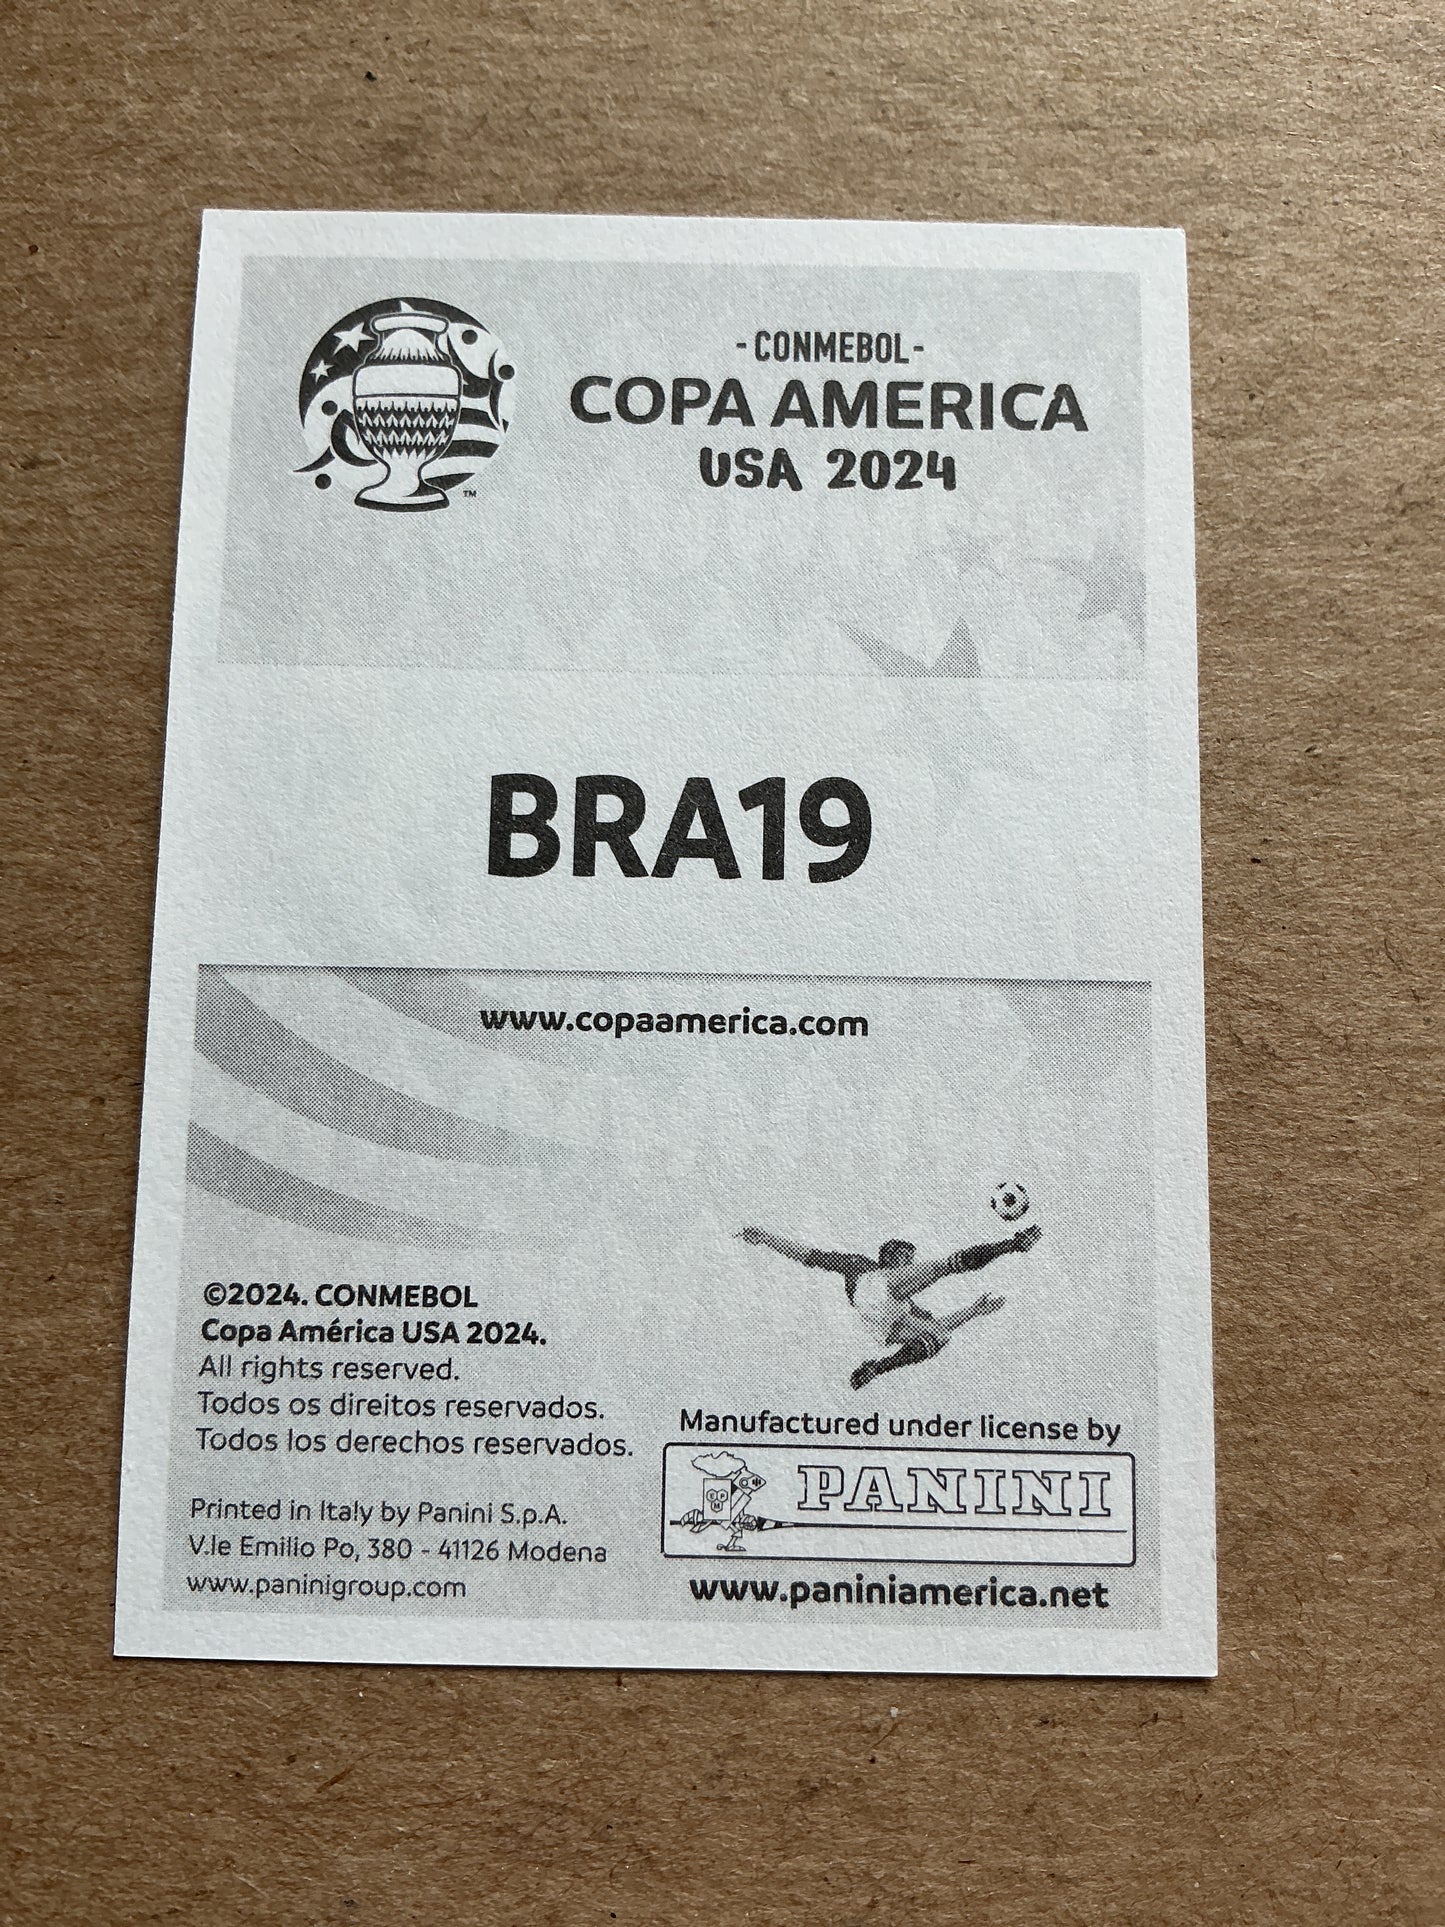 - CONMEBOL -
COPA AMERICA
USA 2024
TM
BRA19
www.copaamerica.com
©2024. CONMEBOL
Copa América USA 2024.
All rights reserved.
Todos os direitos reservados.
Todos los derechos reservados.
Printed in Italy by Panini S.p.A.
V.le Emilio Po, 380 - 41126 Modena
www.paninigroup.com
Manufactured under license by
PANINI
www.paniniamerica.net